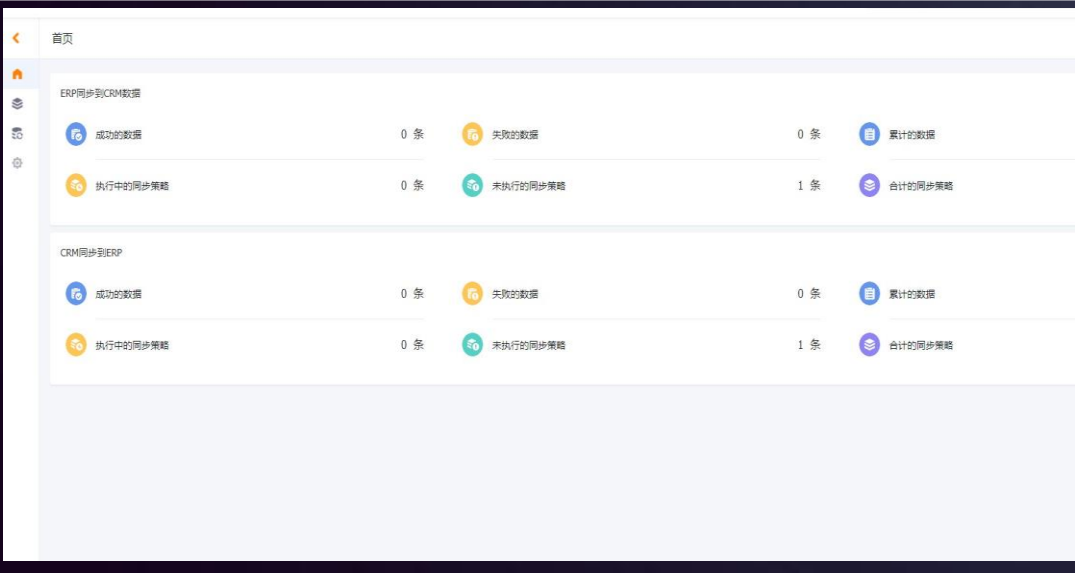 首页
ERP同步到CRM数据
成功的数据 0 条 失败的数据 0 条 累计的数据
执行中的同步策略 0 条 未执行的同步策略 1 条 合计的同步策略
CRM同步到ERP
成功的数据 0 条 失败的数据 0 条 累计的数据
执行中的同步策略 0 条 未执行的同步策略 1 条 合计的同步策略